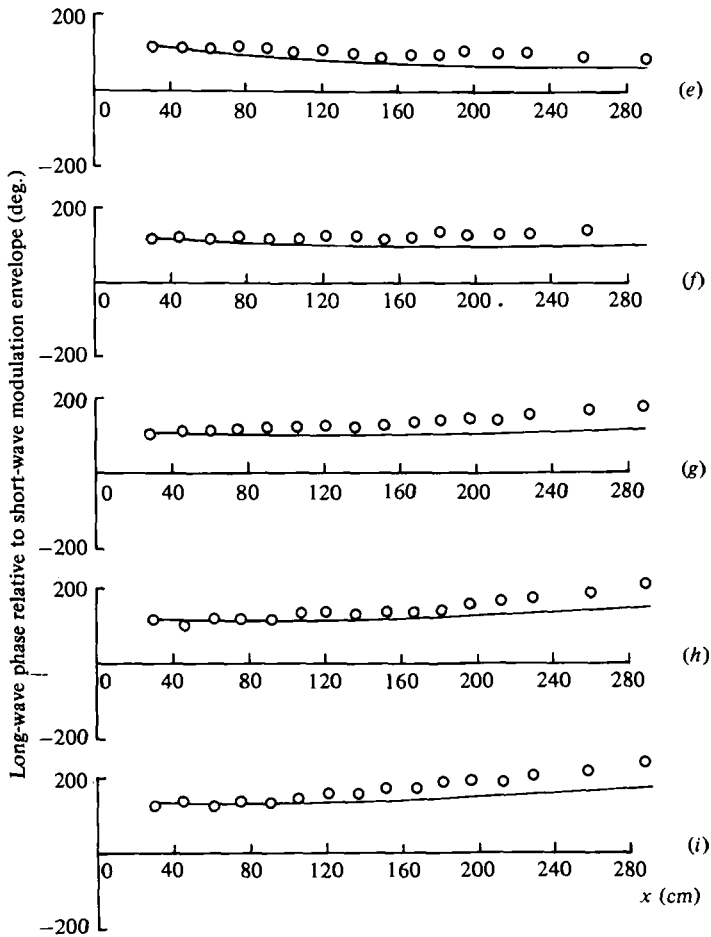 Long-wave phase relative to short-wave modulation envelope (deg.)
200
0 40 80 120 160 200 240 280 (e)
−200
200
0 40 80 120 160 200 . 240 280 (f)
−200
200
0 40 80 120 160 200 240 280 (g)
−200
200
0 40 80 120 160 200 240 280 (h)
−200
200
0 40 80 120 160 200 240 280 (i)
x (cm)
−200